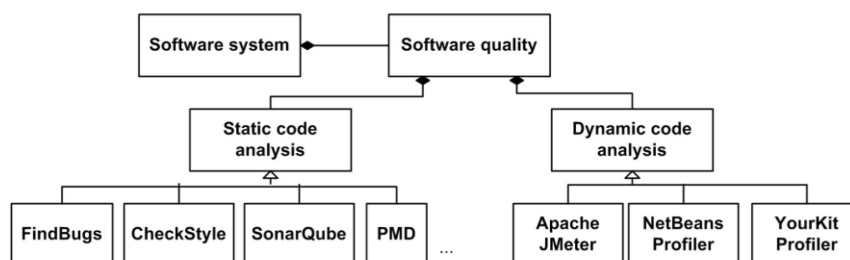 Software system
Software quality
Static code
analysis
Dynamic code
analysis
FindBugs
CheckStyle
SonarQube
PMD
...
Apache
JMeter
NetBeans
Profiler
YourKit
Profiler